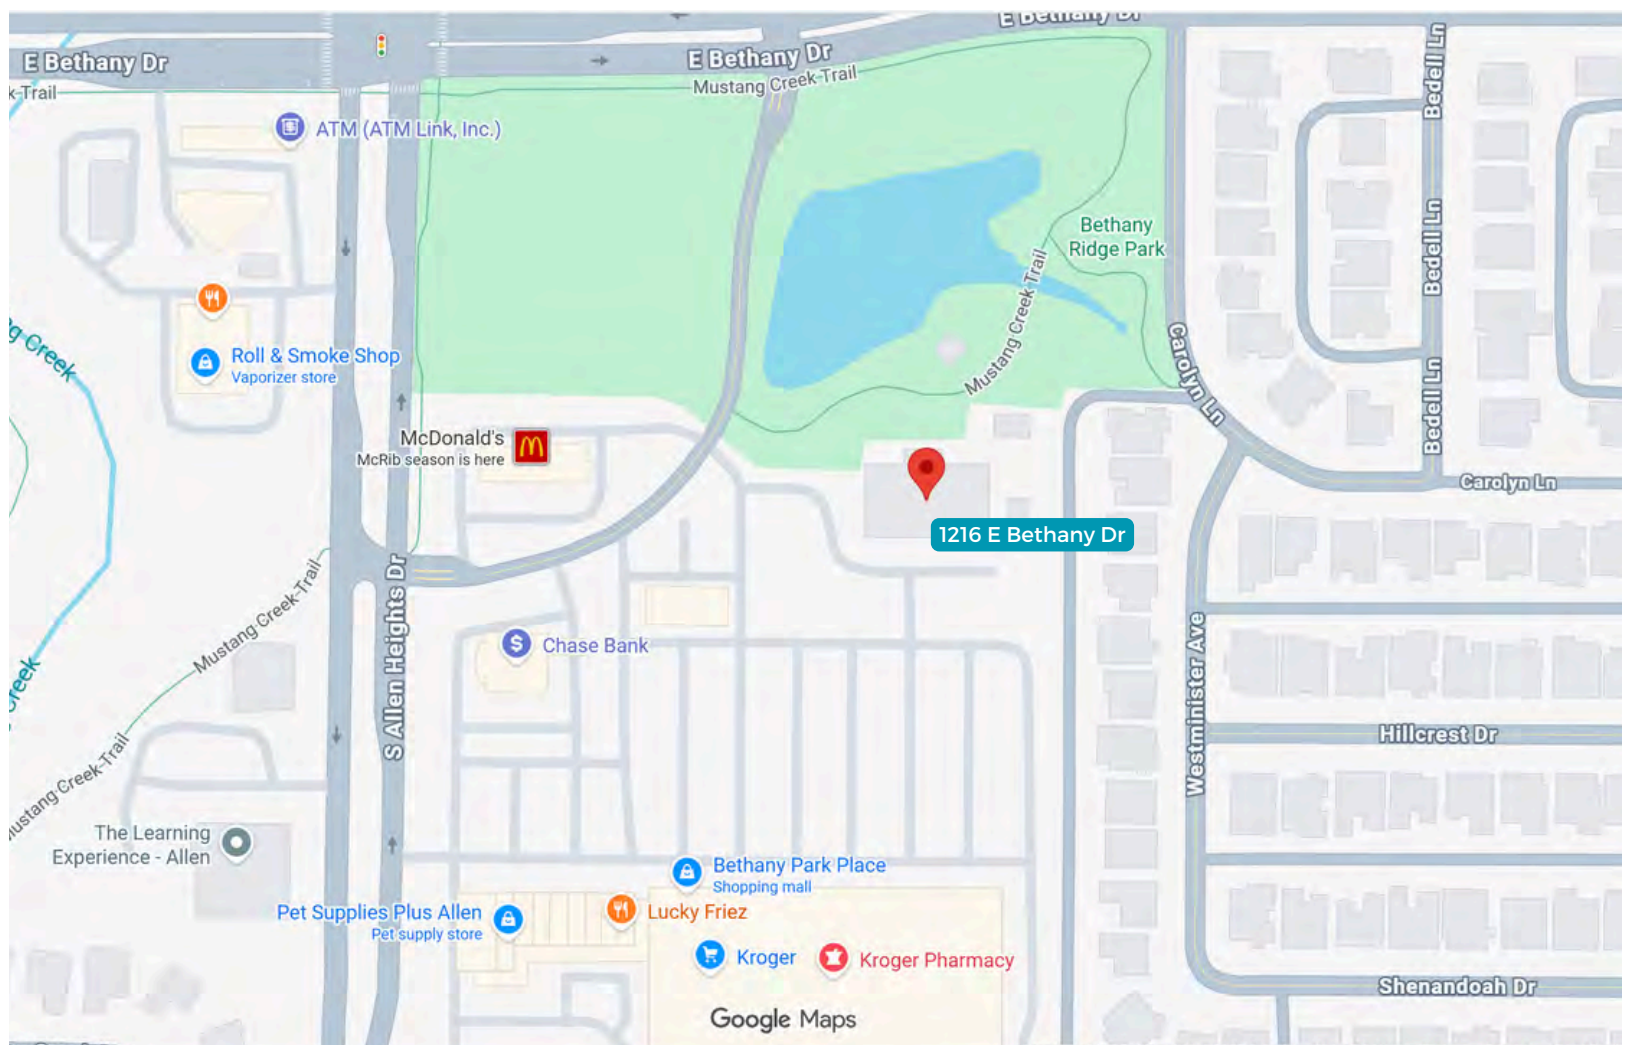 E Bethany Dr
E Bethany Dr
E Bethany Dr
Mustang Creek Trail
k Trail
ATM (ATM Link, Inc.)
Bedell Ln
Bedell Ln
Bedell Ln
Bethany
Ridge Park
Mustang Creek Trail
Carolyn Ln
Carolyn Ln
g Creek
Roll & Smoke Shop
Vaporizer store
McDonald's
McRib season is here
1216 E Bethany Dr
S Allen Heights Dr
Mustang Creek Trail
Chase Bank
Creek
Westminister Ave
Hillcrest Dr
Mustang Creek Trail
The Learning
Experience - Allen
Bethany Park Place
Shopping mall
Pet Supplies Plus Allen
Pet supply store
Lucky Friez
Kroger
Kroger Pharmacy
Shenandoah Dr
Google Maps